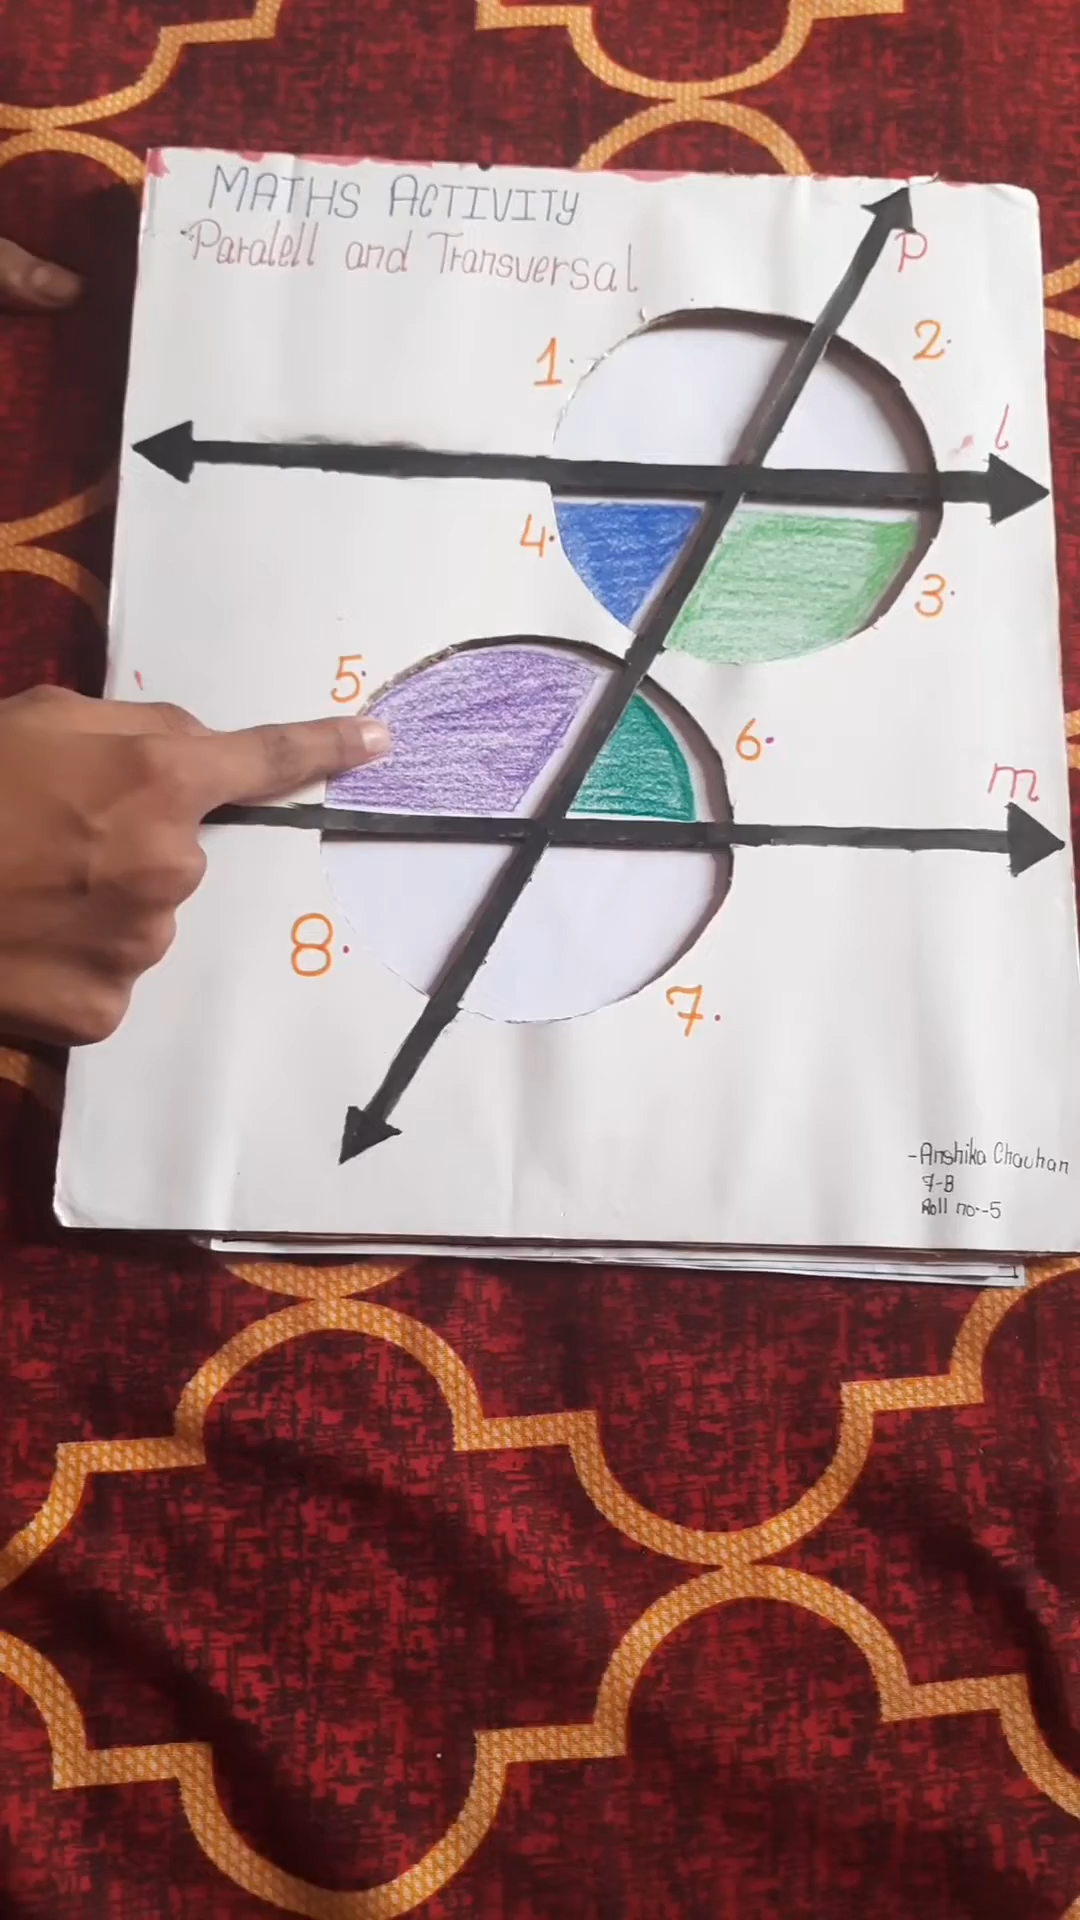 MATHS ACTIVITY
Paralell and Transversal
p
1.
2.
l
4.
3.
5.
6.
m
8.
7.
-Anshika Chauhan
7-B
Roll no.-5